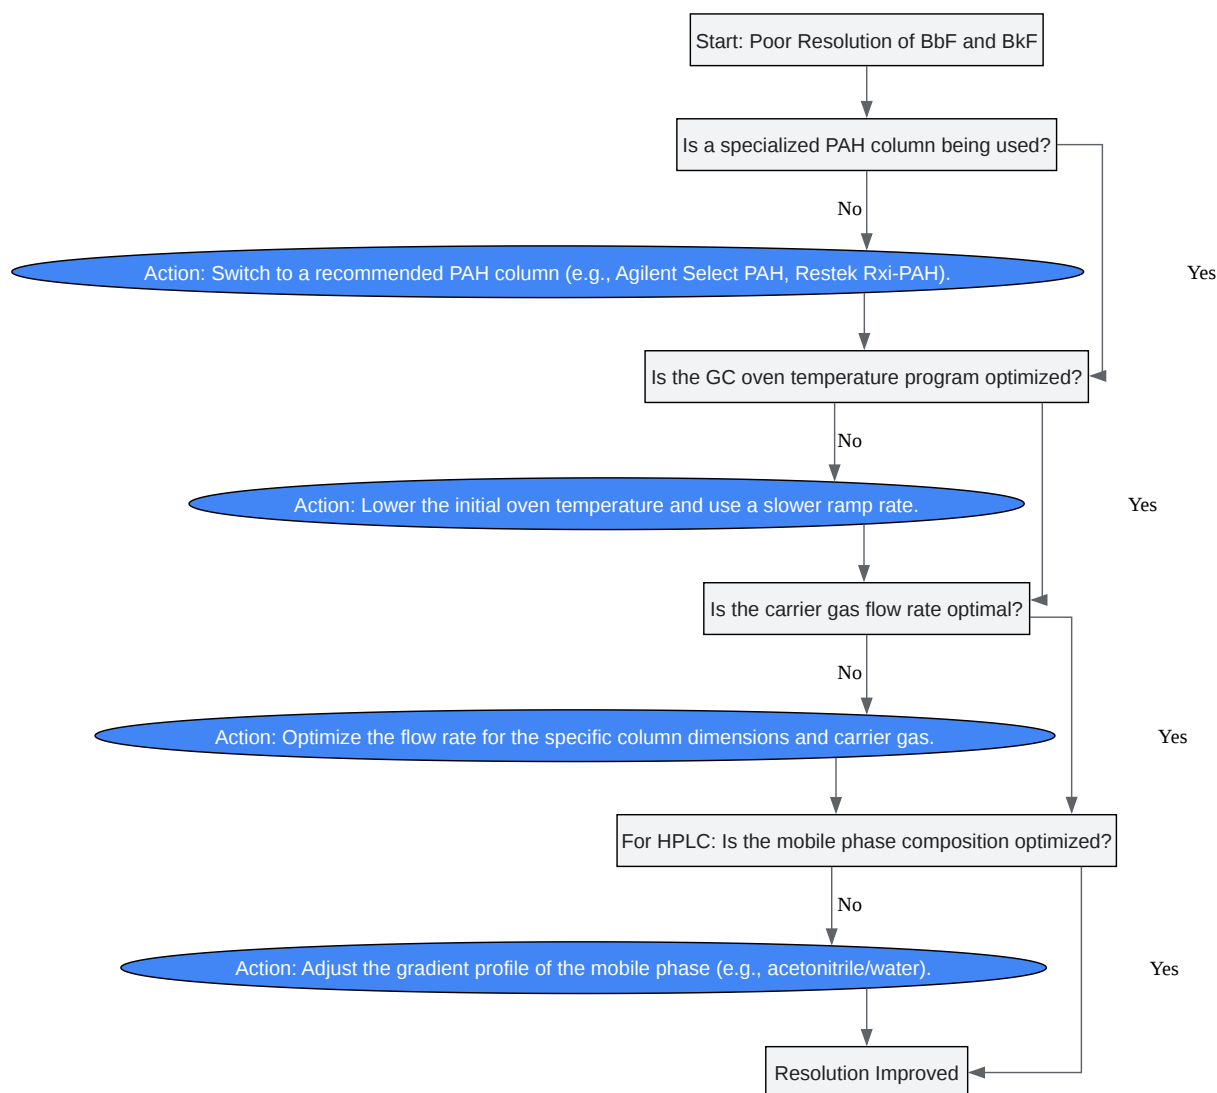 Start: Poor Resolution of BbF and BkF
Is a specialized PAH column being used?
No
Action: Switch to a recommended PAH column (e.g., Agilent Select PAH, Restek Rxi-PAH).
Yes
Is the GC oven temperature program optimized?
No
Action: Lower the initial oven temperature and use a slower ramp rate.
Yes
Is the carrier gas flow rate optimal?
No
Action: Optimize the flow rate for the specific column dimensions and carrier gas.
Yes
For HPLC: Is the mobile phase composition optimized?
No
Action: Adjust the gradient profile of the mobile phase (e.g., acetonitrile/water).
Yes
Resolution Improved